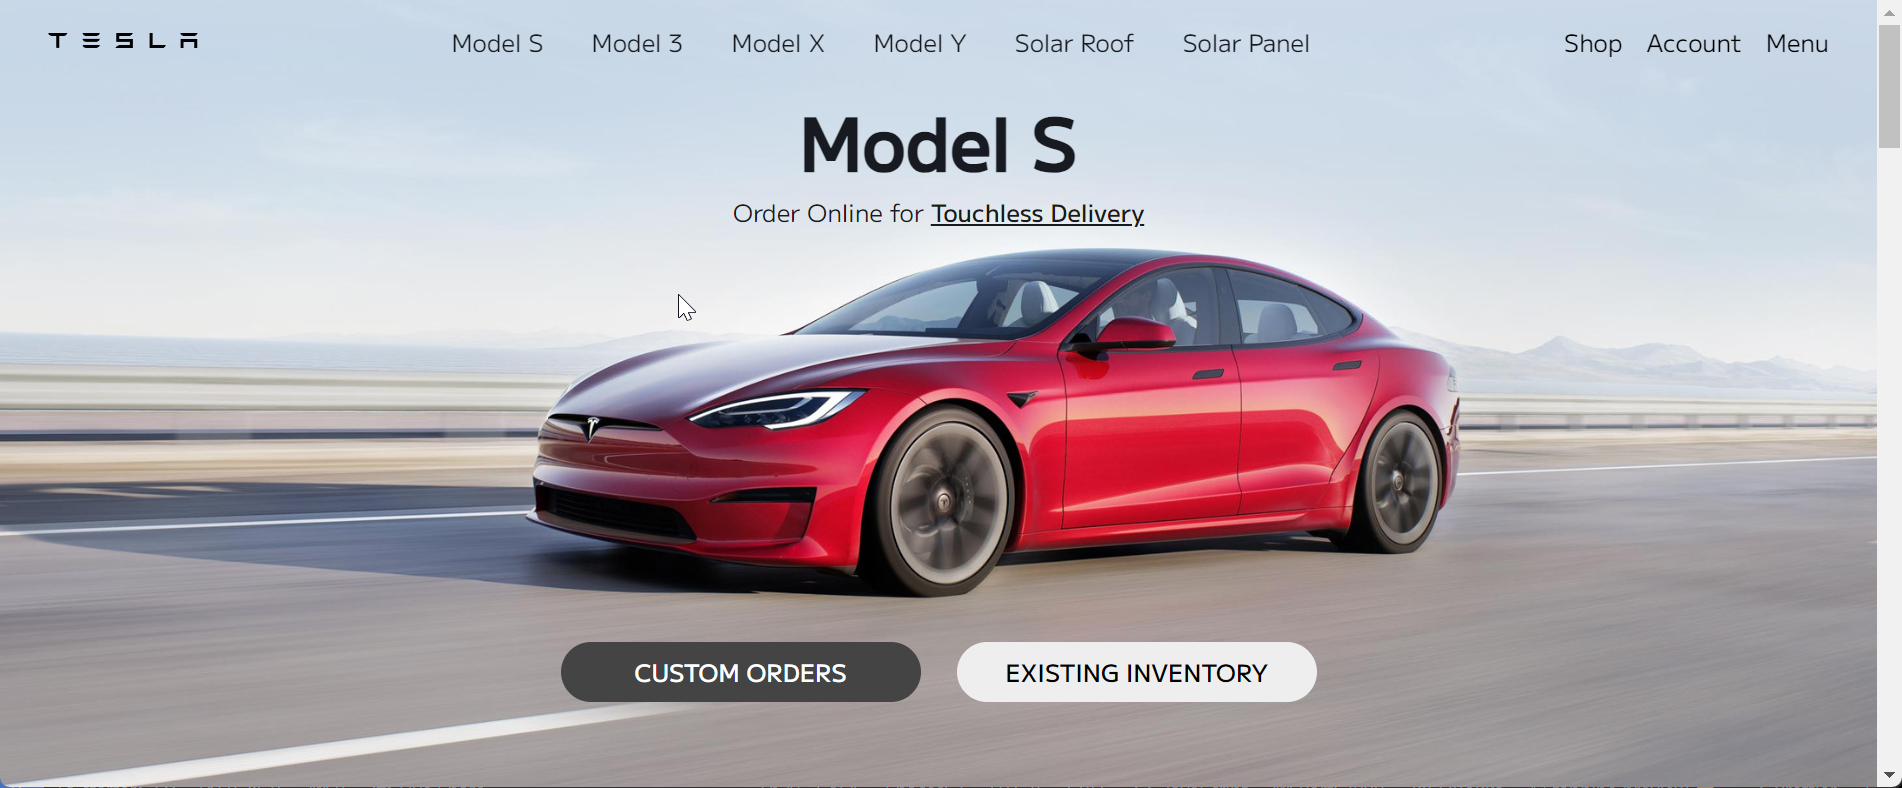 TESLA Model S Model 3 Model X Model Y Solar Roof Solar Panel Shop Account Menu
Model S
Order Online for Touchless Delivery
CUSTOM ORDERS EXISTING INVENTORY